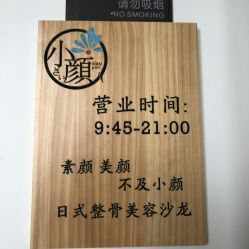 请勿吸烟
NO SMOKING
小顔
营业时间:
9:45-21:00
素颜 美颜
不及小颜
日式整骨美容沙龙